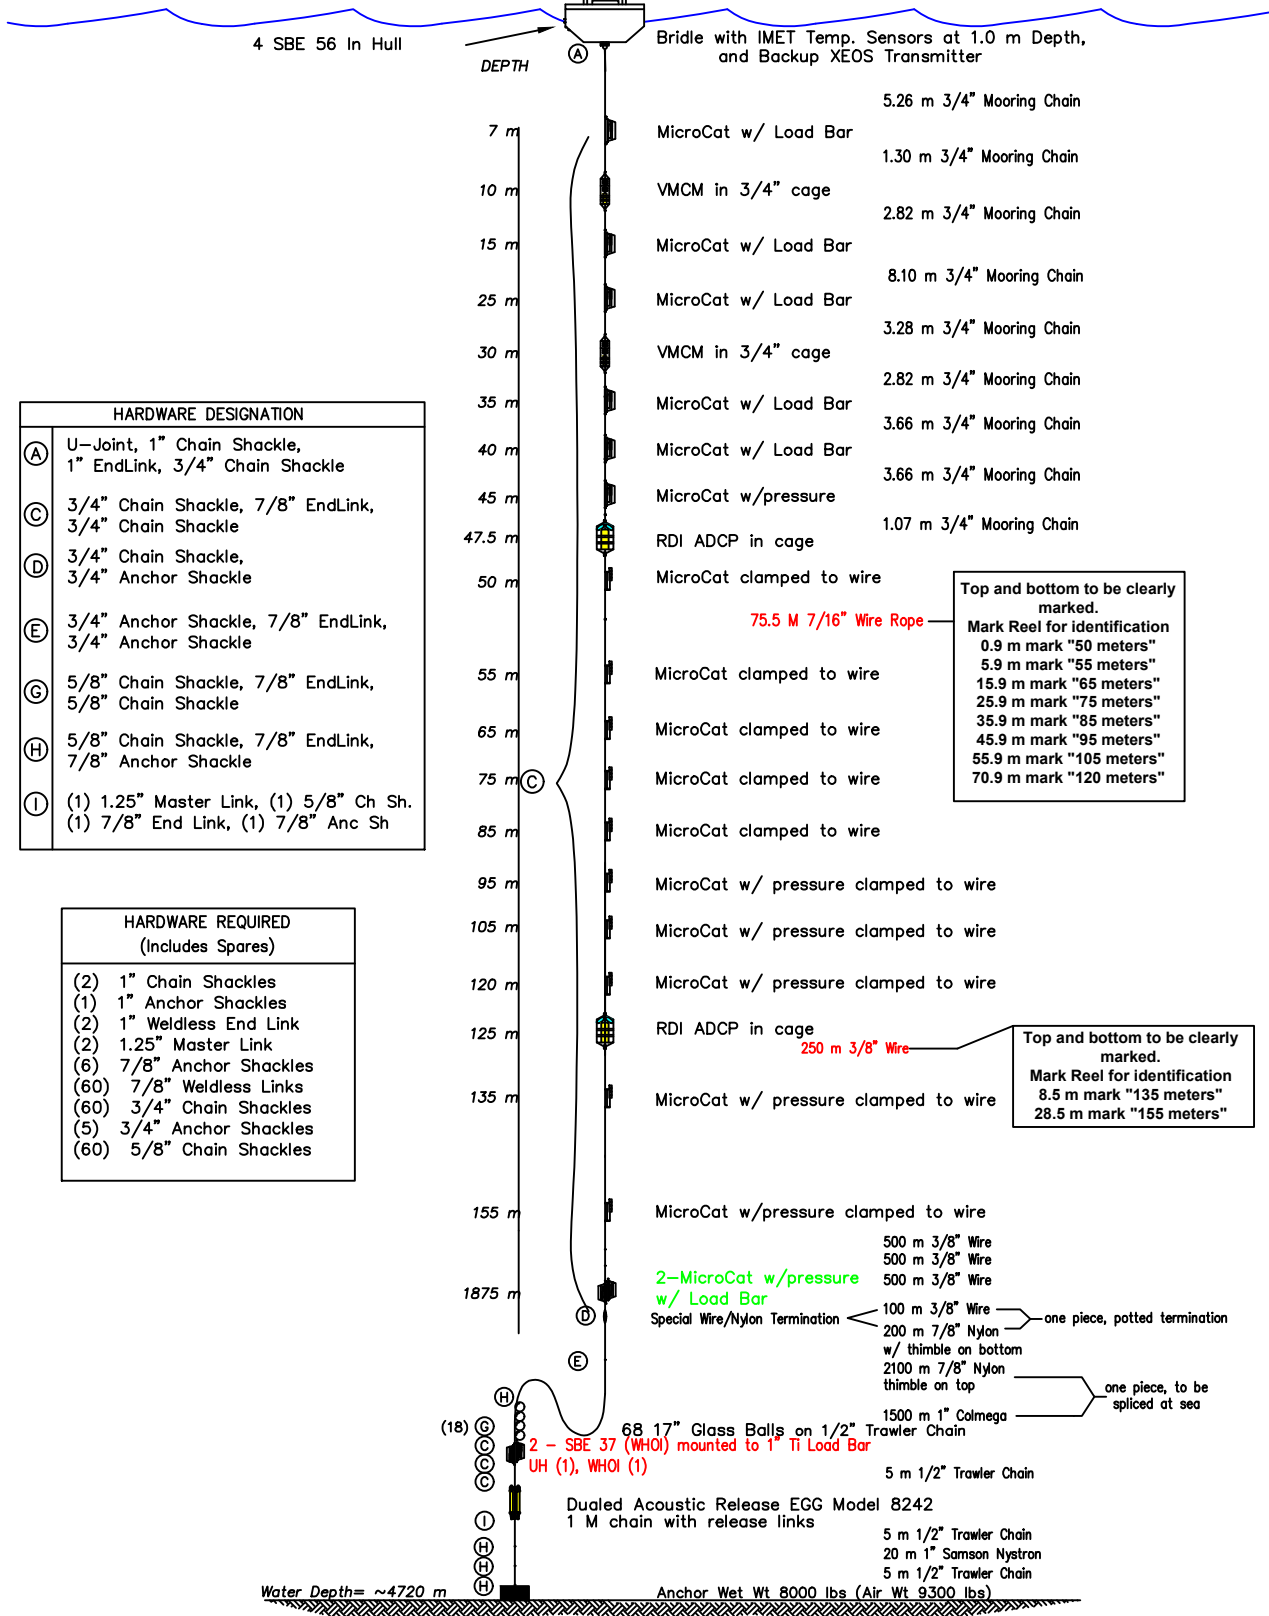 4 SBE 56 In Hull
Bridle with IMET Temp. Sensors at 1.0 m Depth,
and Backup XEOS Transmitter
A
DEPTH
5.26 m 3/4" Mooring Chain
7 m
MicroCat w/ Load Bar
1.30 m 3/4" Mooring Chain
10 m
VMCM in 3/4" cage
2.82 m 3/4" Mooring Chain
15 m
MicroCat w/ Load Bar
8.10 m 3/4" Mooring Chain
25 m
MicroCat w/ Load Bar
3.28 m 3/4" Mooring Chain
30 m
VMCM in 3/4" cage
2.82 m 3/4" Mooring Chain
35 m
MicroCat w/ Load Bar
3.66 m 3/4" Mooring Chain
40 m
MicroCat w/ Load Bar
3.66 m 3/4" Mooring Chain
45 m
MicroCat w/pressure
1.07 m 3/4" Mooring Chain
47.5 m
RDI ADCP in cage
50 m
MicroCat clamped to wire
75.5 M 7/16" Wire Rope
Top and bottom to be clearly
marked.
Mark Reel for identification
0.9 m mark "50 meters"
5.9 m mark "55 meters"
15.9 m mark "65 meters"
25.9 m mark "75 meters"
35.9 m mark "85 meters"
45.9 m mark "95 meters"
55.9 m mark "105 meters"
70.9 m mark "120 meters"
55 m
MicroCat clamped to wire
65 m
MicroCat clamped to wire
75 m
C
MicroCat clamped to wire
85 m
MicroCat clamped to wire
95 m
MicroCat w/ pressure clamped to wire
105 m
MicroCat w/ pressure clamped to wire
120 m
MicroCat w/ pressure clamped to wire
125 m
RDI ADCP in cage
250 m 3/8" Wire
Top and bottom to be clearly
marked.
Mark Reel for identification
8.5 m mark "135 meters"
28.5 m mark "155 meters"
135 m
MicroCat w/ pressure clamped to wire
155 m
MicroCat w/pressure clamped to wire
500 m 3/8" Wire
500 m 3/8" Wire
500 m 3/8" Wire
1875 m
2-MicroCat w/pressure
w/ Load Bar
D
Special Wire/Nylon Termination
100 m 3/8" Wire
200 m 7/8" Nylon
one piece, potted termination
w/ thimble on bottom
E
2100 m 7/8" Nylon
thimble on top
1500 m 1" Colmega
one piece, to be
spliced at sea
H
(18) G
68 17" Glass Balls on 1/2" Trawler Chain
C
2 - SBE 37 (WHOI) mounted to 1" Ti Load Bar
C
UH (1), WHOI (1)
C
5 m 1/2" Trawler Chain
Dualed Acoustic Release EGG Model 8242
1 M chain with release links
I
5 m 1/2" Trawler Chain
H
20 m 1" Samson Nystron
H
5 m 1/2" Trawler Chain
H
Water Depth= ~4720 m
Anchor Wet Wt 8000 lbs (Air Wt 9300 lbs)
HARDWARE DESIGNATION
A
U-Joint, 1" Chain Shackle,
1" EndLink, 3/4" Chain Shackle
C
3/4" Chain Shackle, 7/8" EndLink,
3/4" Chain Shackle
D
3/4" Chain Shackle,
3/4" Anchor Shackle
E
3/4" Anchor Shackle, 7/8" EndLink,
3/4" Anchor Shackle
G
5/8" Chain Shackle, 7/8" EndLink,
5/8" Chain Shackle
H
5/8" Chain Shackle, 7/8" EndLink,
7/8" Anchor Shackle
I
(1) 1.25" Master Link, (1) 5/8" Ch Sh.
(1) 7/8" End Link, (1) 7/8" Anc Sh
HARDWARE REQUIRED
(Includes Spares)
(2) 1" Chain Shackles
(1) 1" Anchor Shackles
(2) 1" Weldless End Link
(2) 1.25" Master Link
(6) 7/8" Anchor Shackles
(60) 7/8" Weldless Links
(60) 3/4" Chain Shackles
(5) 3/4" Anchor Shackles
(60) 5/8" Chain Shackles